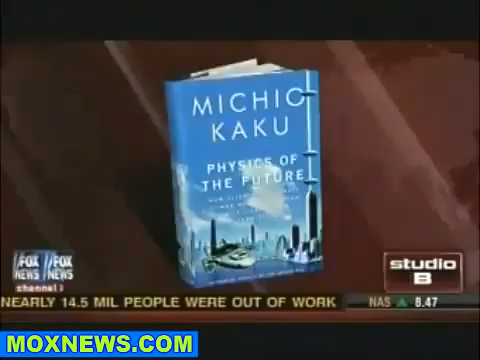 MICHIO
KAKU
PHYSICS OF
THE FUTURE
FOX NEWS
FOX NEWS
channel
studio
B
NEARLY 14.5 MIL PEOPLE WERE OUT OF WORK
NAS ▲ 8.47
MOXNEWS.COM